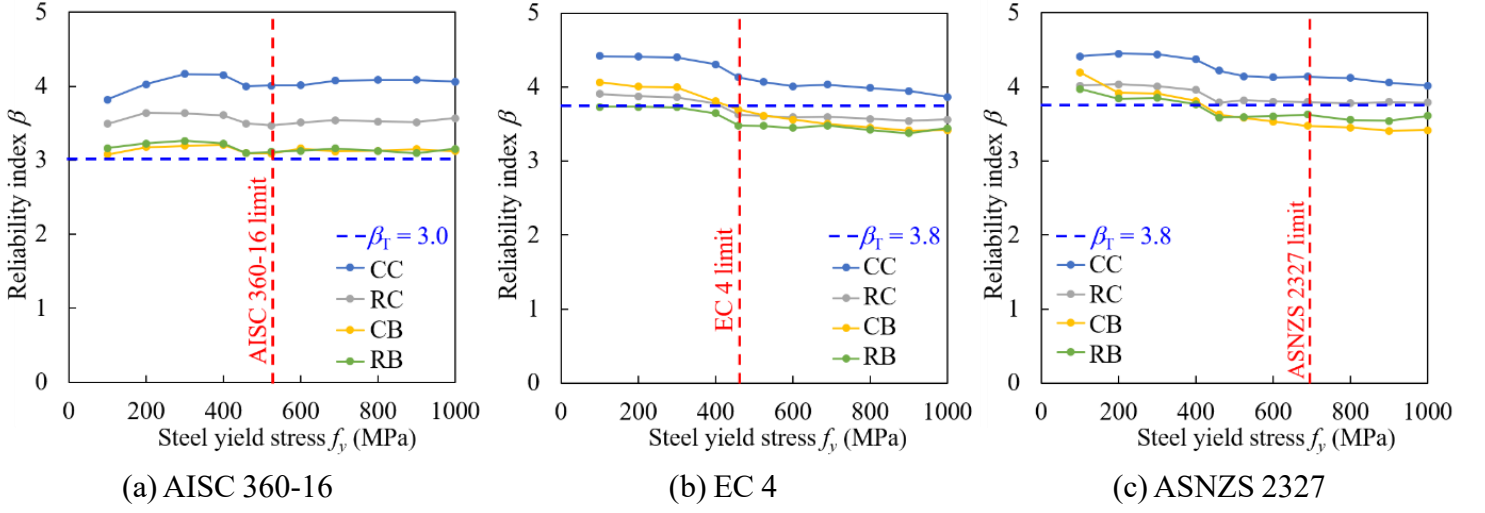 5
4
3
2
1
0
0 200 400 600 800 1000
Reliability index β
Steel yield stress fy (MPa)
AISC 360-16 limit
βT = 3.0
CC
RC
CB
RB
(a) AISC 360-16
5
4
3
2
1
0
0 200 400 600 800 1000
Reliability index β
Steel yield stress fy (MPa)
EC 4 limit
βT = 3.8
CC
RC
CB
RB
(b) EC 4
5
4
3
2
1
0
0 200 400 600 800 1000
Reliability index β
Steel yield stress fy (MPa)
ASNZS 2327 limit
βT = 3.8
CC
RC
CB
RB
(c) ASNZS 2327